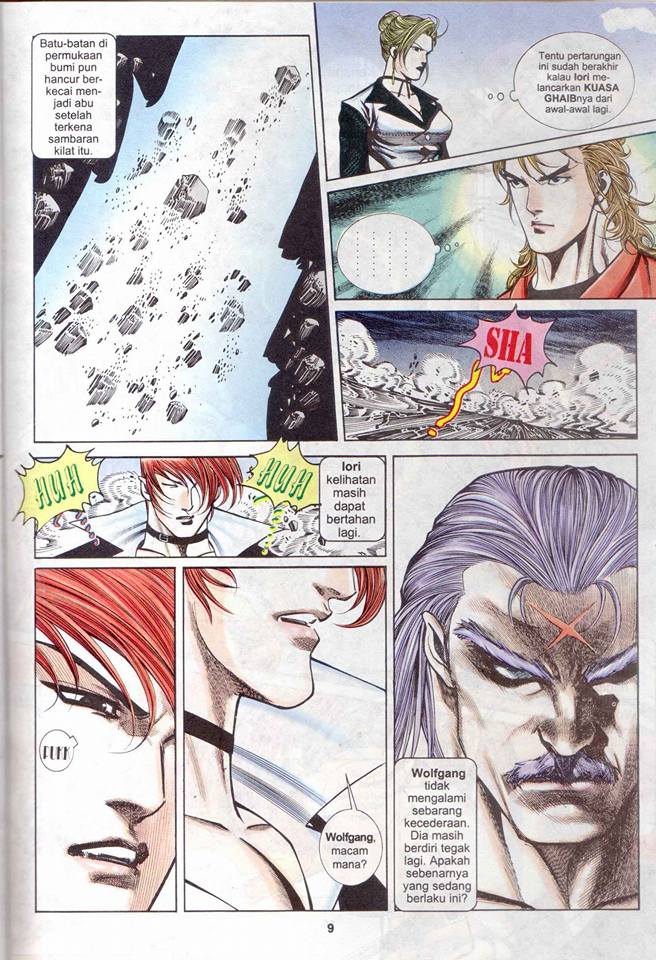 Batu-batan di
permukaan
bumi pun
hancur ber-
kecai men-
jadi abu
setelah
terkena
sambaran
kilat itu.
Tentu pertarungan
ini sudah berakhir
kalau Iori me-
lancarkan KUASA
GHAIBnya dari
awal-awal lagi.
SHA
HUH
HUH
Iori
kelihatan
masih
dapat
bertahan
lagi.
PUKK
Wolfgang,
macam
mana?
Wolfgang
tidak
mengalami
sebarang
kecederaan.
Dia masih
berdiri tegak
lagi. Apakah
sebenarnya
yang sedang
berlaku ini?
9